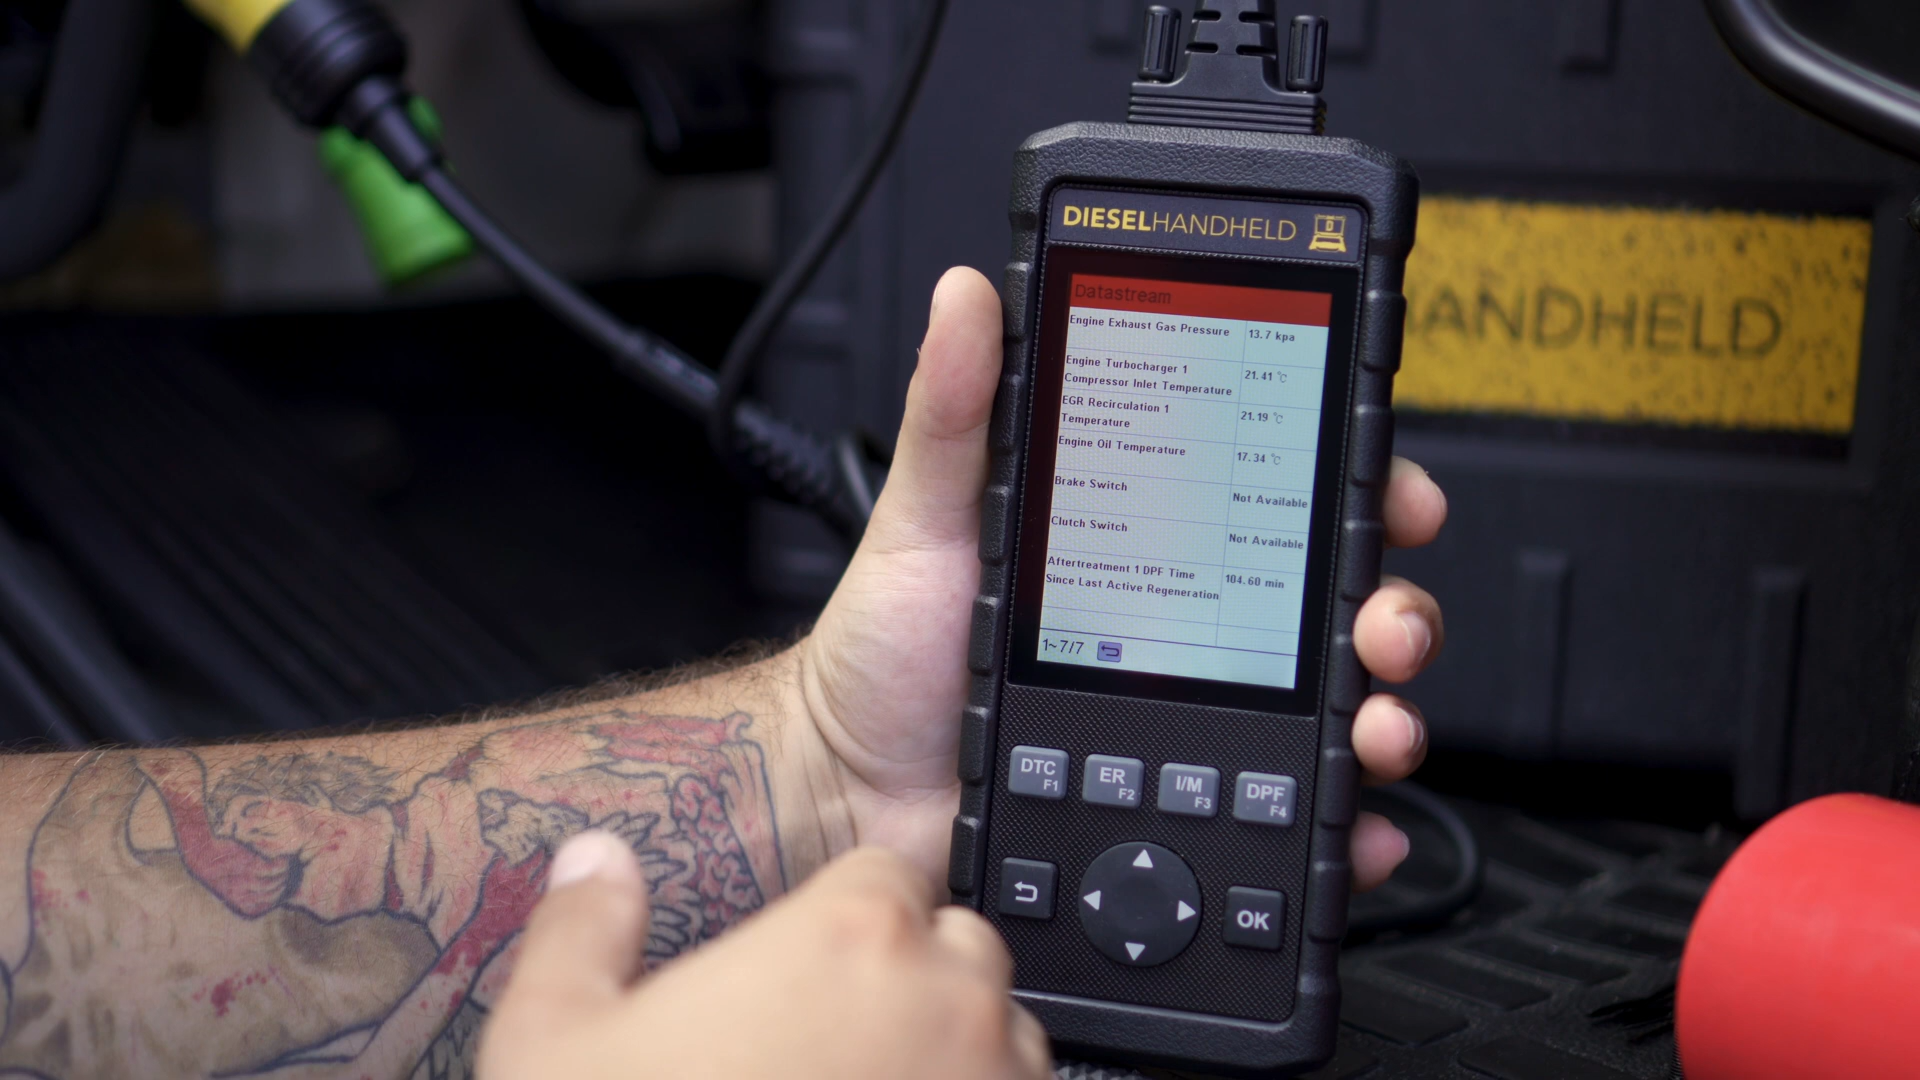 DIESELHANDHELD
Datastream
Engine Exhaust Gas Pressure 13.7 kpa
Engine Turbocharger 1
Compressor Inlet Temperature 21.41 ℃
EGR Recirculation 1
Temperature 21.19 ℃
Engine Oil Temperature 17.34 ℃
Brake Switch Not Available
Clutch Switch Not Available
Aftertreatment 1 DPF Time
Since Last Active Regeneration 104.60 min
1~7/7
HANDHELD
DTC F1 ER F2 I/M F3 DPF F4
OK